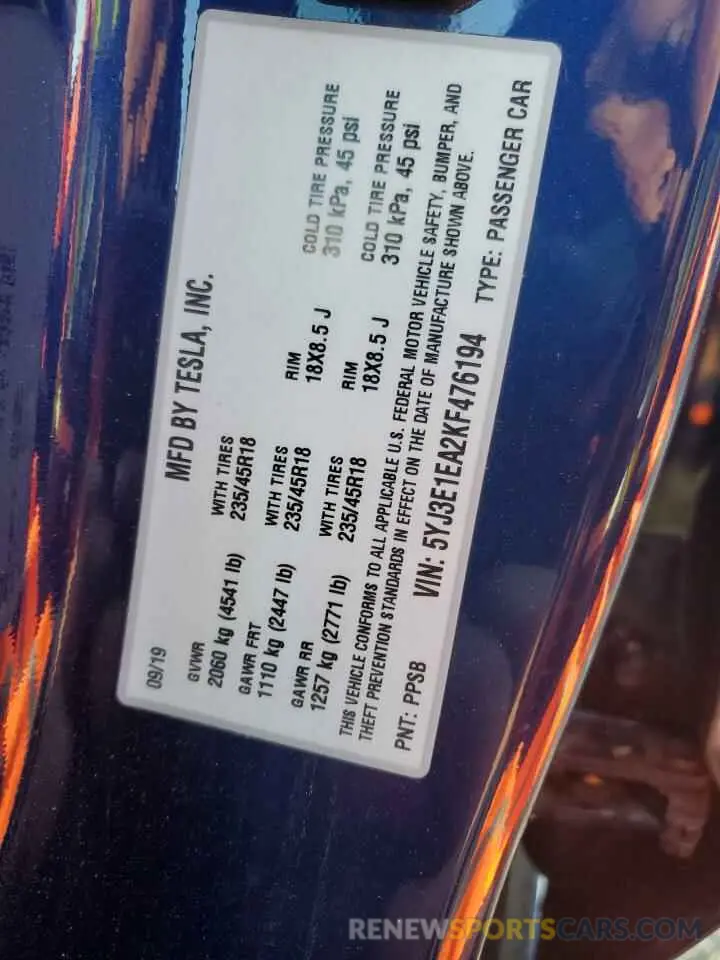 MFD BY TESLA, INC.
09/19
GVWR
2060 kg (4541 lb)
WITH TIRES
235/45R18
RIM
18X8.5 J
COLD TIRE PRESSURE
310 kPa, 45 psi
GAWR FRT
1110 kg (2447 lb)
WITH TIRES
235/45R18
RIM
18X8.5 J
COLD TIRE PRESSURE
310 kPa, 45 psi
GAWR RR
1257 kg (2771 lb)
WITH TIRES
235/45R18
THIS VEHICLE CONFORMS TO ALL APPLICABLE U.S. FEDERAL MOTOR VEHICLE SAFETY, BUMPER, AND
THEFT PREVENTION STANDARDS IN EFFECT ON THE DATE OF MANUFACTURE SHOWN ABOVE.
PNT: PPSB
VIN: 5YJ3E1EA2KF476194
TYPE: PASSENGER CAR
RENEWSPORTSCARS.COM